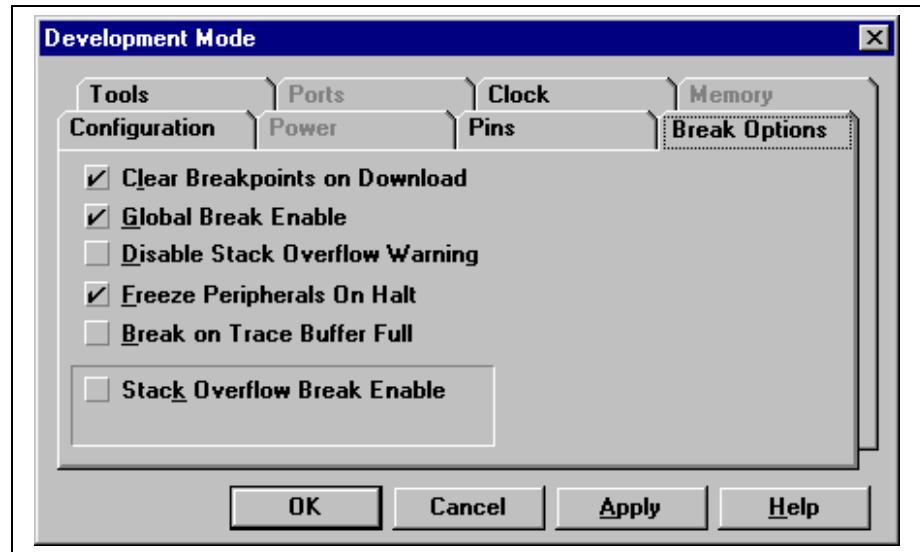 Development Mode
Tools Ports Clock Memory
Configuration Power Pins Break Options
Clear Breakpoints on Download
Global Break Enable
Disable Stack Overflow Warning
Freeze Peripherals On Halt
Break on Trace Buffer Full
Stack Overflow Break Enable
OK Cancel Apply Help